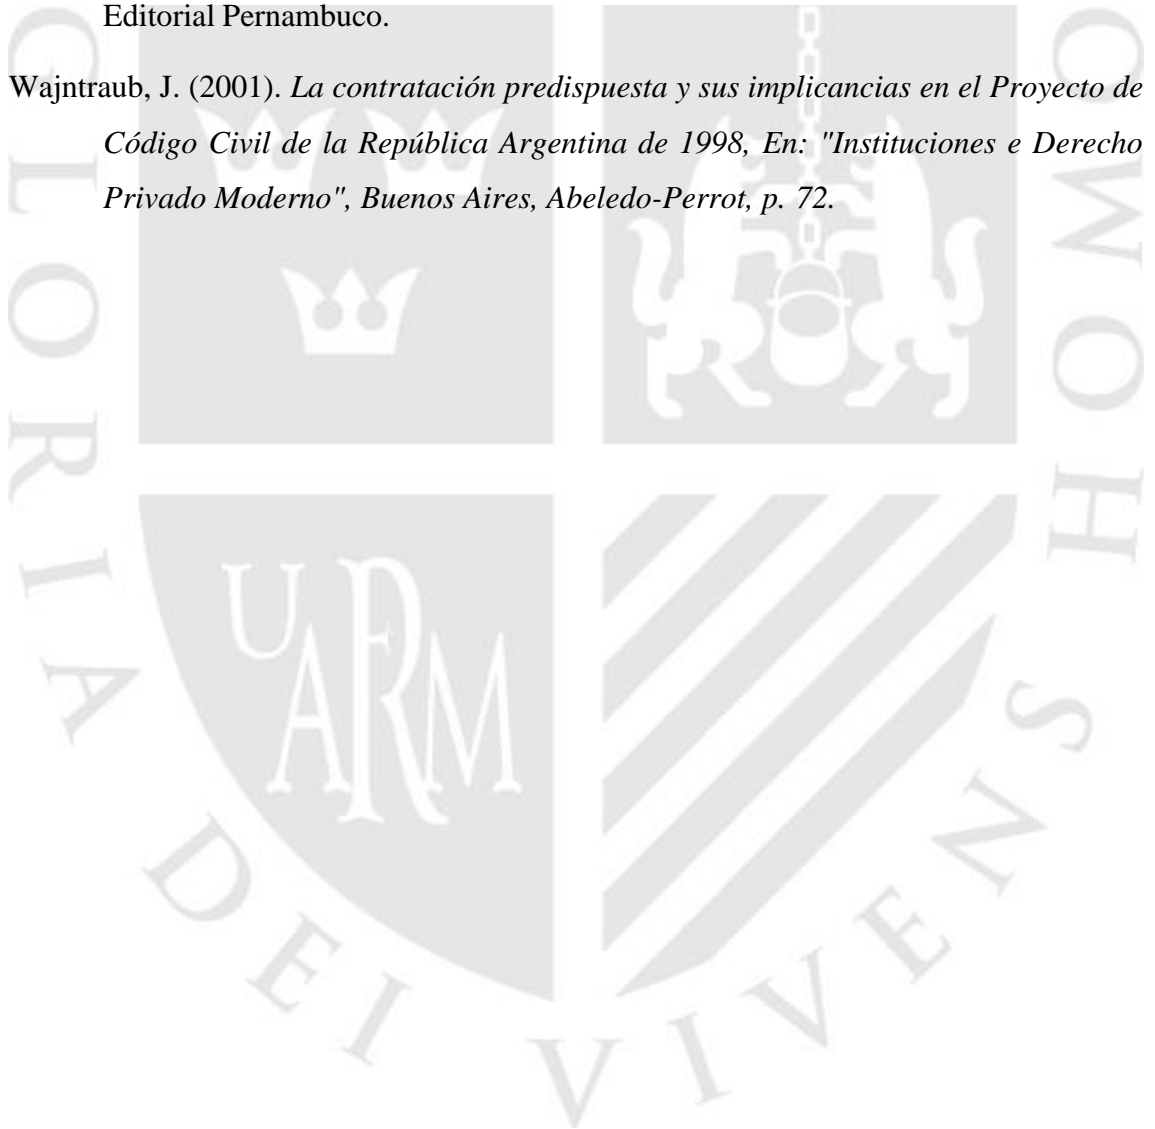 Editorial Pernambuco.
Wajntraub, J. (2001). La contratación predispuesta y sus implicancias en el Proyecto de
Código Civil de la República Argentina de 1998, En: "Instituciones e Derecho
Privado Moderno", Buenos Aires, Abeledo-Perrot, p. 72.
GLORIA DEI VIVENS HOMO
UARM